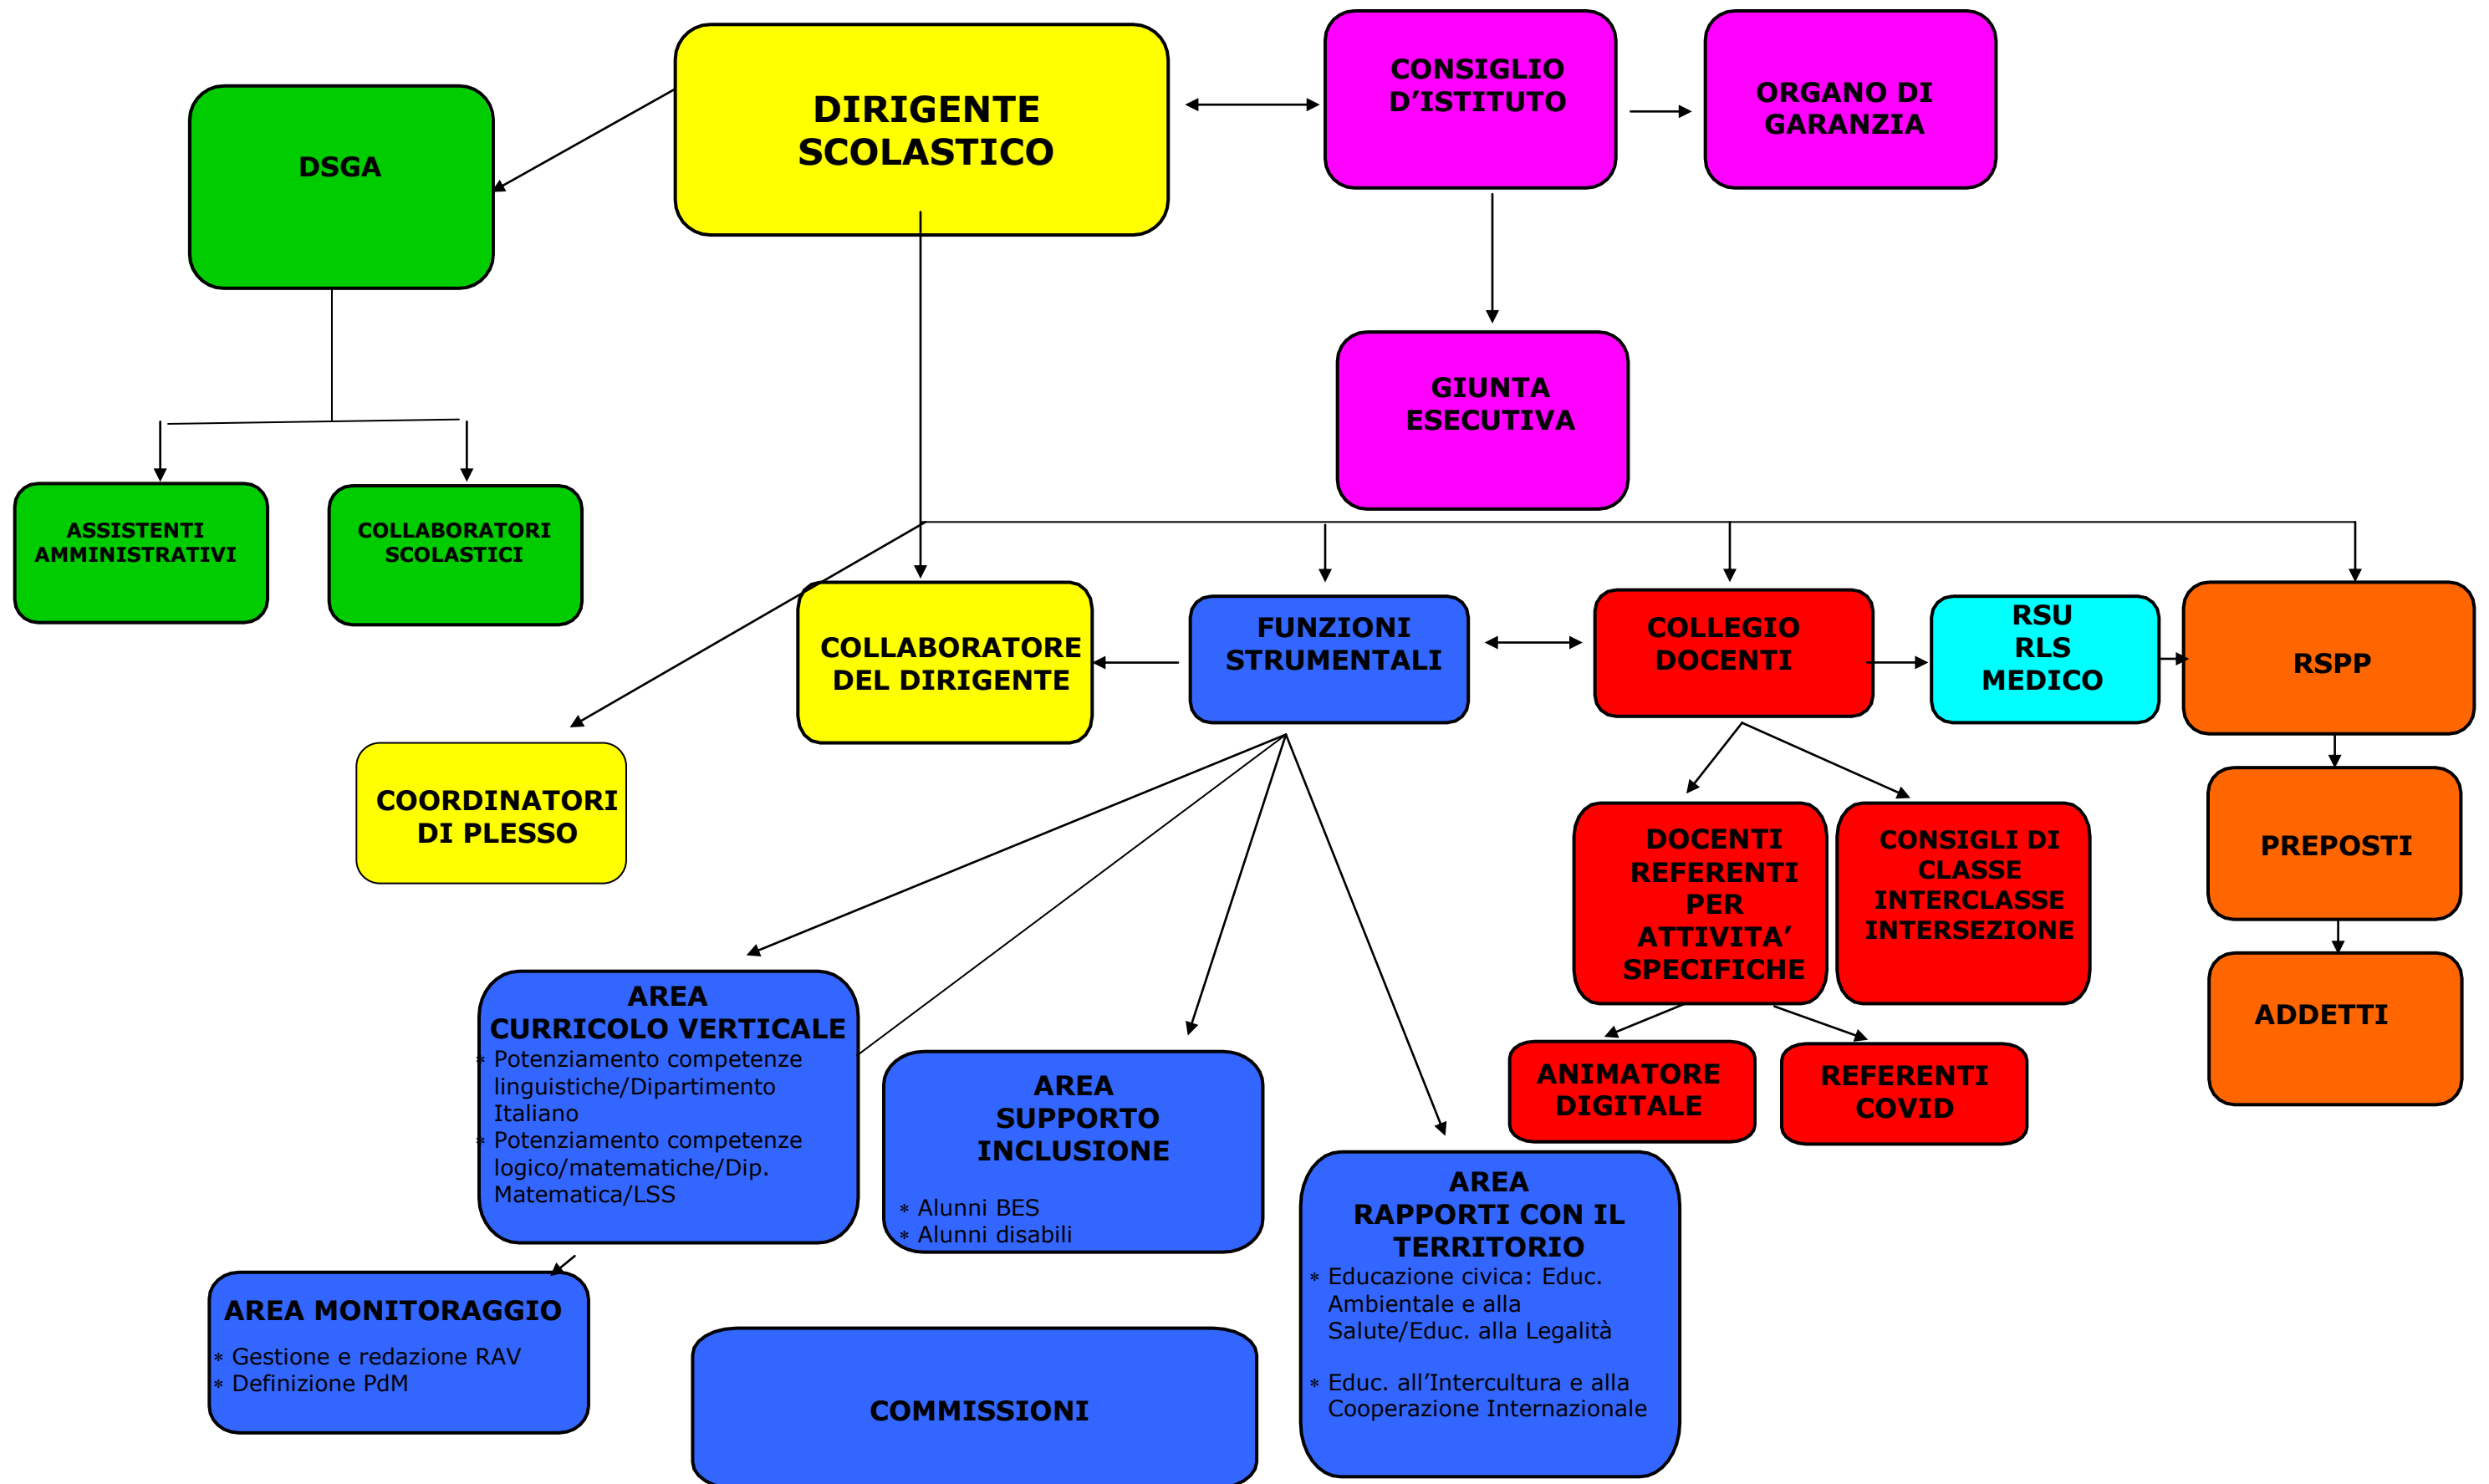 DIRIGENTE
SCOLASTICO
CONSIGLIO
D’ISTITUTO
ORGANO DI
GARANZIA
DSGA
GIUNTA
ESECUTIVA
ASSISTENTI
AMMINISTRATIVI
COLLABORATORI
SCOLASTICI
COLLABORATORE
DEL DIRIGENTE
FUNZIONI
STRUMENTALI
COLLEGIO
DOCENTI
RSU
RLS
MEDICO
RSPP
COORDINATORI
DI PLESSO
DOCENTI
REFERENTI
PER
ATTIVITA’
SPECIFICHE
CONSIGLI DI
CLASSE
INTERCLASSE
INTERSEZIONE
PREPOSTI
ADDETTI
ANIMATORE
DIGITALE
REFERENTI
COVID
AREA
CURRICOLO VERTICALE
* Potenziamento competenze
linguistiche/Dipartimento
Italiano
* Potenziamento competenze
logico/matematiche/Dip.
Matematica/LSS
AREA
SUPPORTO
INCLUSIONE
* Alunni BES
* Alunni disabili
AREA
RAPPORTI CON IL
TERRITORIO
* Educazione civica: Educ.
Ambientale e alla
Salute/Educ. alla Legalità
* Educ. all’Intercultura e alla
Cooperazione Internazionale
AREA MONITORAGGIO
* Gestione e redazione RAV
* Definizione PdM
COMMISSIONI